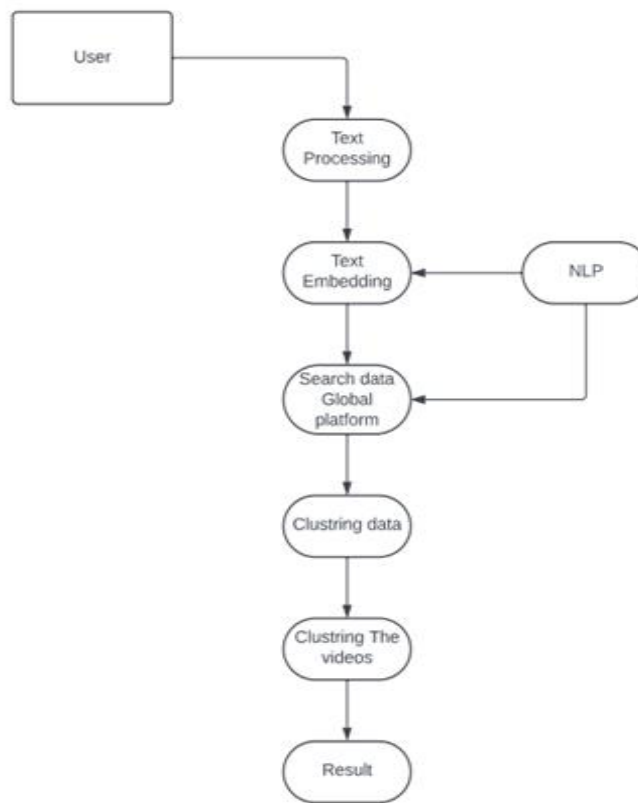 User
Text
Processing
Text
Embedding
NLP
Search data
Global
platform
Clustring data
Clustring The
videos
Result